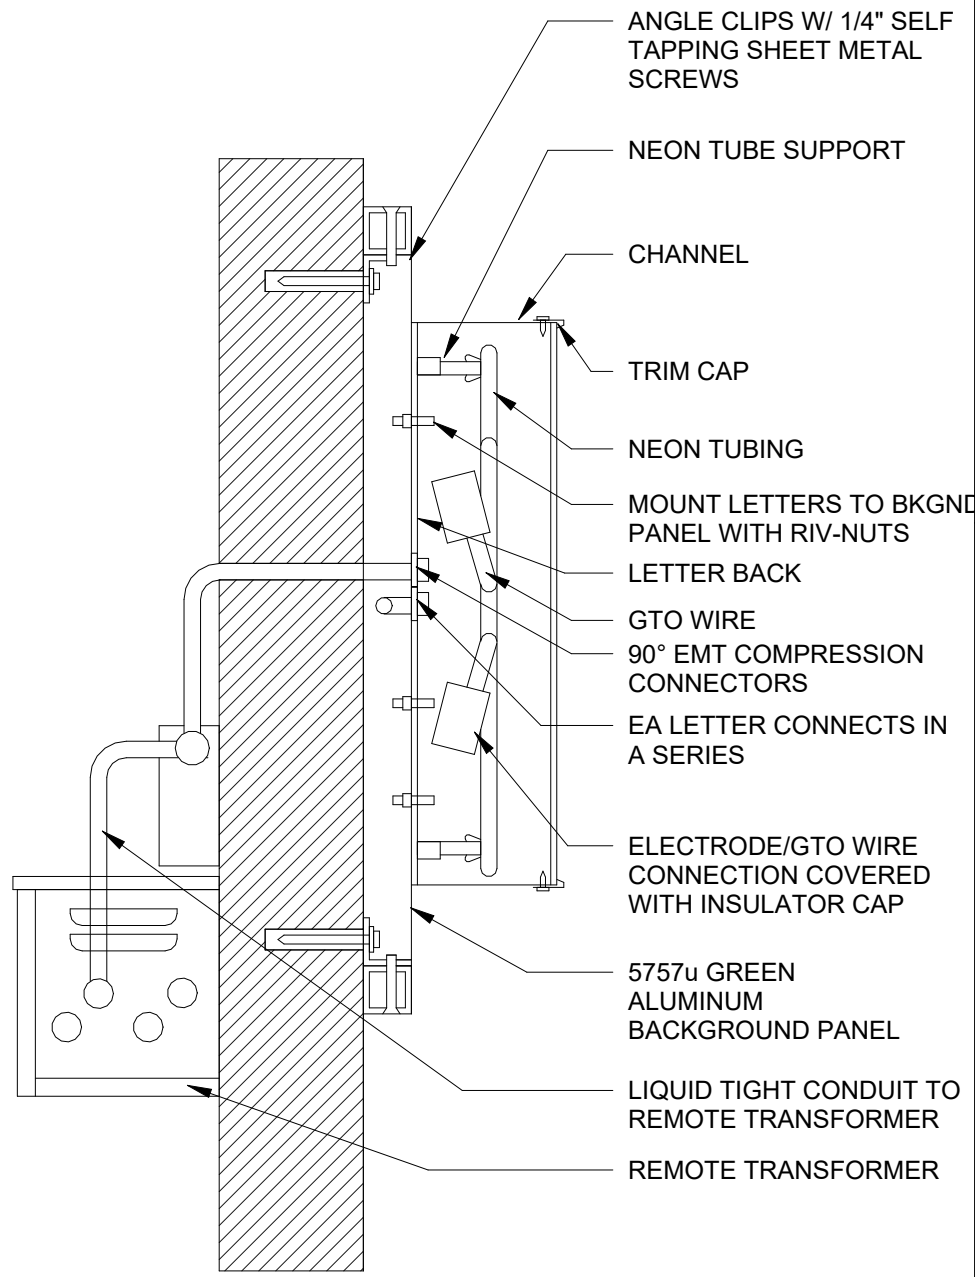 ANGLE CLIPS W/ 1/4" SELF
TAPPING SHEET METAL
SCREWS
NEON TUBE SUPPORT
CHANNEL
TRIM CAP
NEON TUBING
MOUNT LETTERS TO BKGND
PANEL WITH RIV-NUTS
LETTER BACK
GTO WIRE
90° EMT COMPRESSION
CONNECTORS
EA LETTER CONNECTS IN
A SERIES
ELECTRODE/GTO WIRE
CONNECTION COVERED
WITH INSULATOR CAP
5757u GREEN
ALUMINUM
BACKGROUND PANEL
LIQUID TIGHT CONDUIT TO
REMOTE TRANSFORMER
REMOTE TRANSFORMER